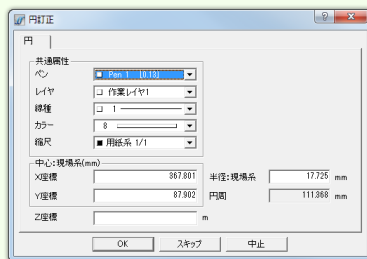 円訂正
円
共通属性
ペン Pen 1 [0.13]
レイヤ 作業レイヤ1
線種 1
カラー 8
縮尺 用紙系 1/1
中心:現場系(mm)
X座標 367.801 半径:現場系 17.725 mm
Y座標 87.902 円周 111.368 mm
Z座標 m
OK スキップ 中止